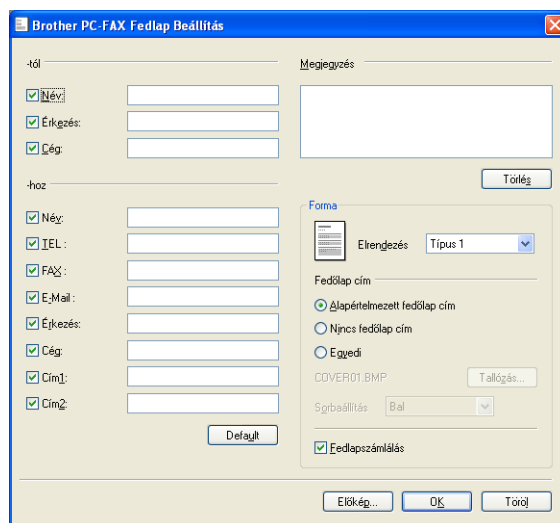 Brother PC-FAX Fedlap Beállítás
-tól
Név:
Érkezés:
Cég:
-hoz
Név:
TEL :
FAX :
E-Mail :
Érkezés:
Cég:
Cím1:
Cím2:
Default
Megjegyzés
Törlés
Forma
Elrendezés Típus 1
Fedőlap cím
Alapértelmezett fedőlap cím
Nincs fedőlap cím
Egyedi
COVER01.BMP Tallózás...
Sorbaállítás Bal
Fedlapszámlálás
Előkép... OK Töröl